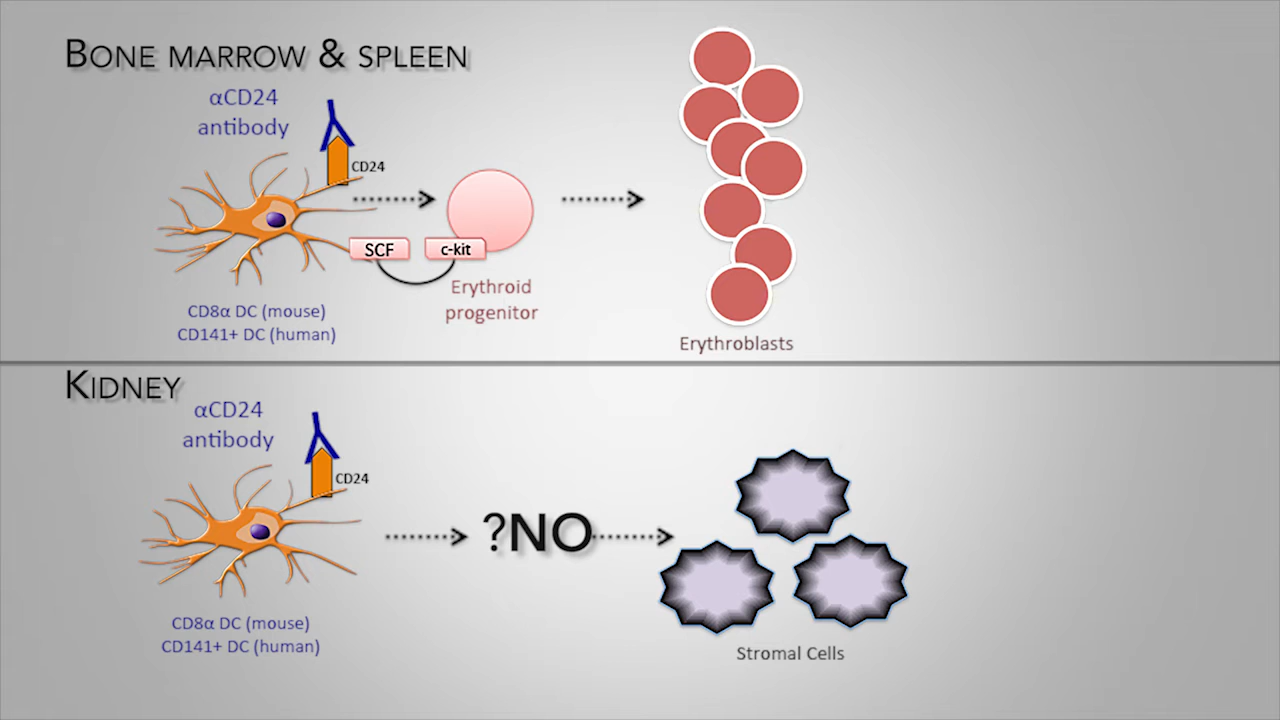 BONE MARROW & SPLEEN
αCD24
antibody
CD24
SCF
c-kit
Erythroid
progenitor
CD8α DC (mouse)
CD141+ DC (human)
Erythroblasts
KIDNEY
αCD24
antibody
CD24
?NO
CD8α DC (mouse)
CD141+ DC (human)
Stromal Cells